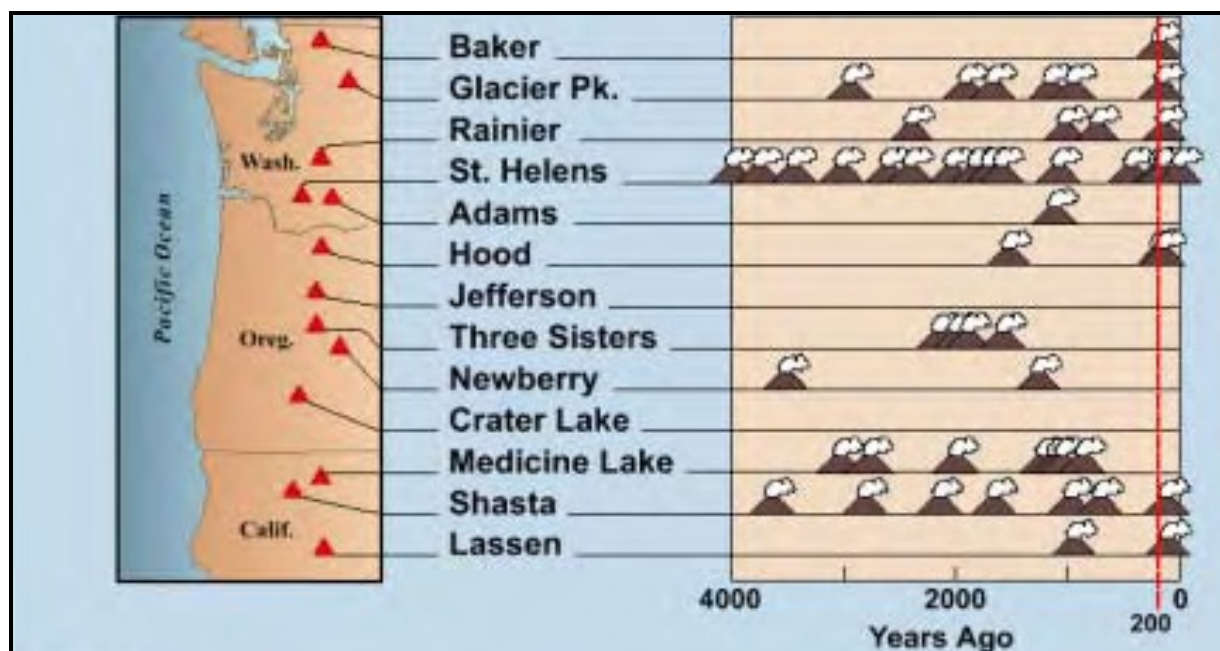 Pacific Ocean
Wash.
Oreg.
Calif.
Baker
Glacier Pk.
Rainier
St. Helens
Adams
Hood
Jefferson
Three Sisters
Newberry
Crater Lake
Medicine Lake
Shasta
Lassen
4000 2000 0
200
Years Ago